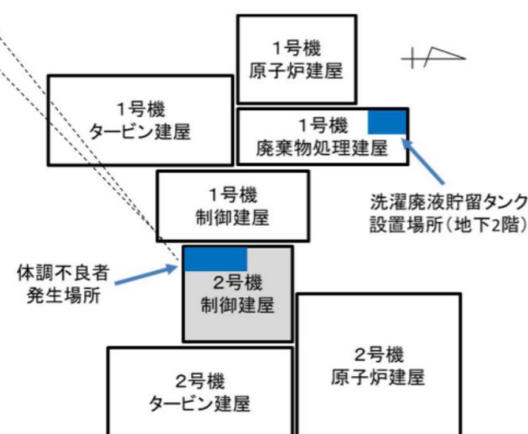 1号機
原子炉建屋
1号機
タービン建屋
1号機
廃棄物処理建屋
洗濯廃液貯留タンク
設置場所(地下2階)
1号機
制御建屋
体調不良者
発生場所
2号機
制御建屋
2号機
原子炉建屋
2号機
タービン建屋